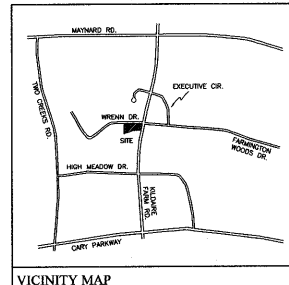 MAYNARD RD.
EXECUTIVE CIR.
TWO CREEKS RD.
WRENN DR.
SITE
FARMINGTON
WOODS DR.
HIGH MEADOW DR.
KILDAIRE
FARM RD.
CARY PARKWAY
VICINITY MAP